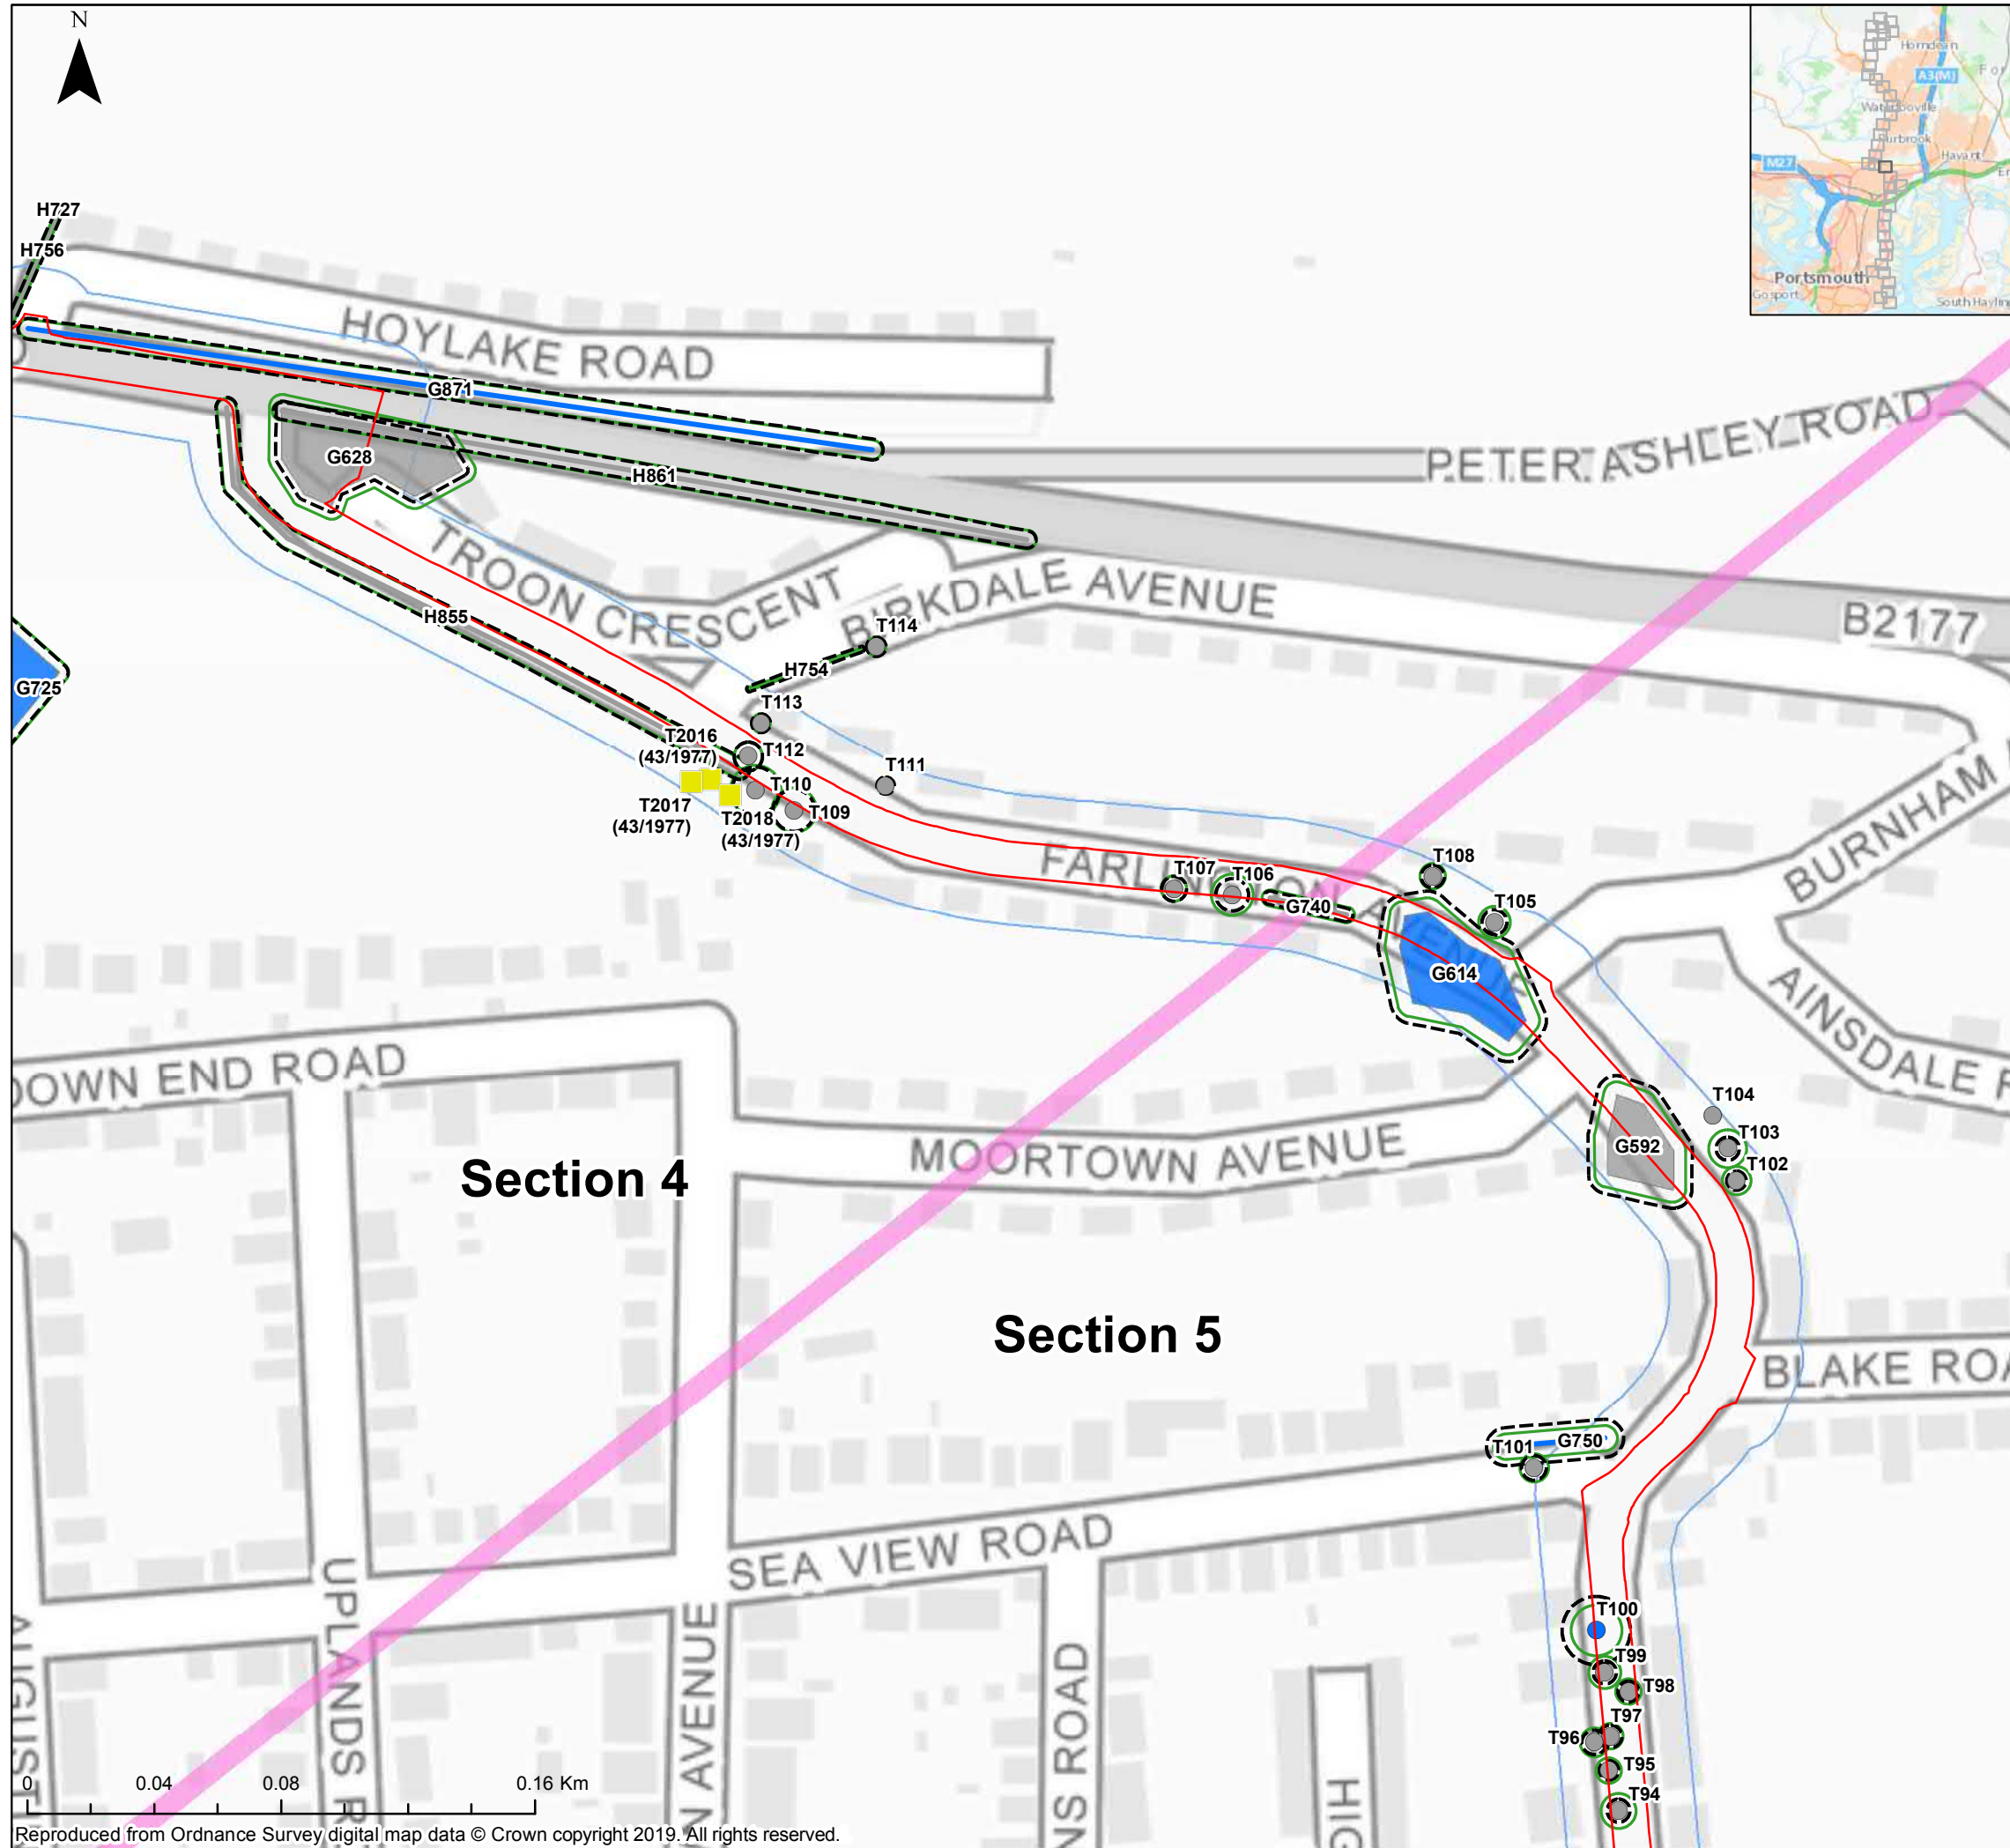 N
Horndean
A3(M)
Waterlooville
Purbrook
Havant
M27
Portsmouth
Gosport
South Hayling
H727
H756
HOYLAKE ROAD
G871
G628
H861
PETER ASHLEY ROAD
TROON CRESCENT
BIRKDALE AVENUE
B2177
H855
T114
H754
G725
T113
T2016
(43/1977)
T112
T111
T110
T2017
(43/1977)
T2018
(43/1977)
T109
BURNHAM
FARLINGTON
T107
T106
G740
T108
T105
G614
AINSDALE R
DOWN END ROAD
T104
T103
G592
T102
MOORTOWN AVENUE
Section 4
Section 5
BLAKE ROA
T101
G750
SEA VIEW ROAD
UPLANDS R
N AVENUE
NS ROAD
HIG
AUGUST
T100
T99
T98
T97
T96
T95
T94
0
0.04
0.08
0.16 Km
Reproduced from Ordnance Survey digital map data © Crown copyright 2019. All rights reserved.